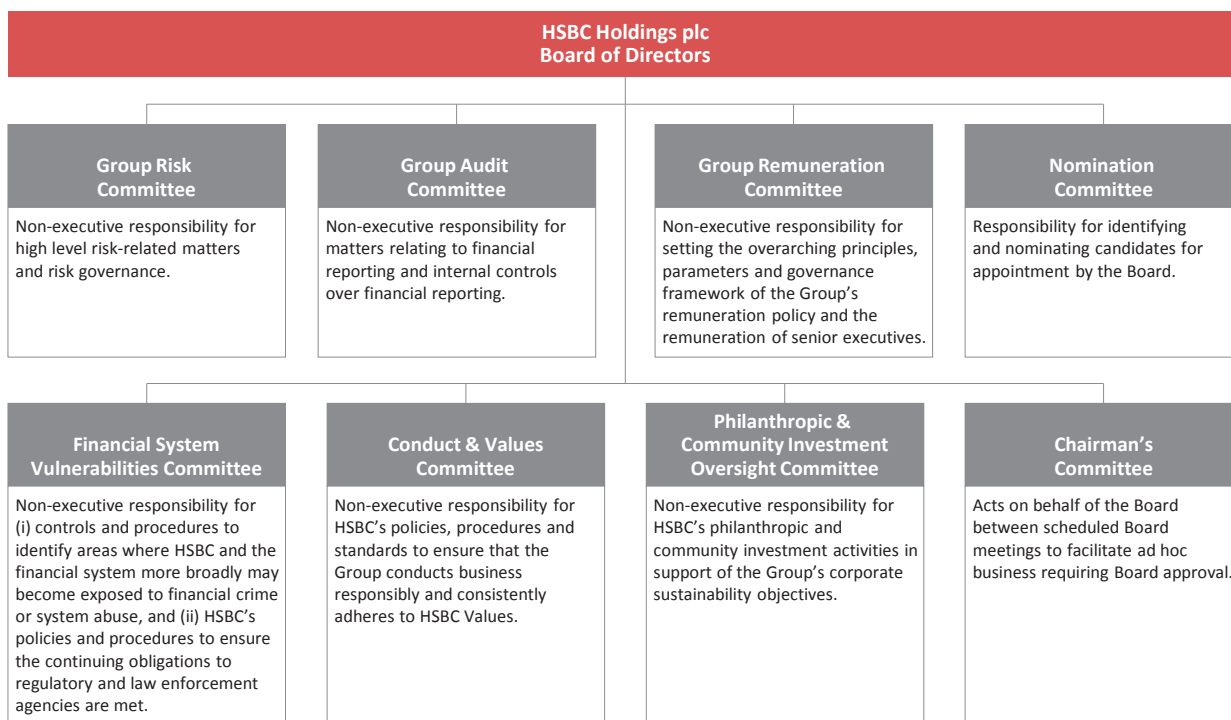 HSBC Holdings plc
Board of Directors
Group Risk
Committee
Non-executive responsibility for
high level risk-related matters
and risk governance.
Group Audit
Committee
Non-executive responsibility for
matters relating to financial
reporting and internal controls
over financial reporting.
Group Remuneration
Committee
Non-executive responsibility for
setting the overarching principles,
parameters and governance
framework of the Group’s
remuneration policy and the
remuneration of senior executives.
Nomination
Committee
Responsibility for identifying
and nominating candidates for
appointment by the Board.
Financial System
Vulnerabilities Committee
Non-executive responsibility for
(i) controls and procedures to
identify areas where HSBC and the
financial system more broadly may
become exposed to financial crime
or system abuse, and (ii) HSBC’s
policies and procedures to ensure
the continuing obligations to
regulatory and law enforcement
agencies are met.
Conduct & Values
Committee
Non-executive responsibility for
HSBC’s policies, procedures and
standards to ensure that the
Group conducts business
responsibly and consistently
adheres to HSBC Values.
Philanthropic &
Community Investment
Oversight Committee
Non-executive responsibility for
HSBC’s philanthropic and
community investment activities in
support of the Group’s corporate
sustainability objectives.
Chairman’s
Committee
Acts on behalf of the Board
between scheduled Board
meetings to facilitate ad hoc
business requiring Board approval.